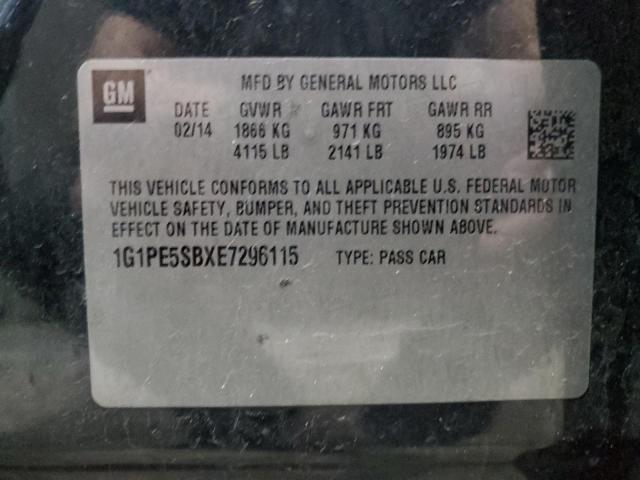 GM
MFD BY GENERAL MOTORS LLC
DATE GVWR GAWR FRT GAWR RR
02/14 1866 KG 971 KG 895 KG
4115 LB 2141 LB 1974 LB
THIS VEHICLE CONFORMS TO ALL APPLICABLE U.S. FEDERAL MOTOR
VEHICLE SAFETY, BUMPER, AND THEFT PREVENTION STANDARDS IN
EFFECT ON THE DATE OF MANUFACTURE SHOWN ABOVE.
1G1PE5SBXE7296115 TYPE: PASS CAR